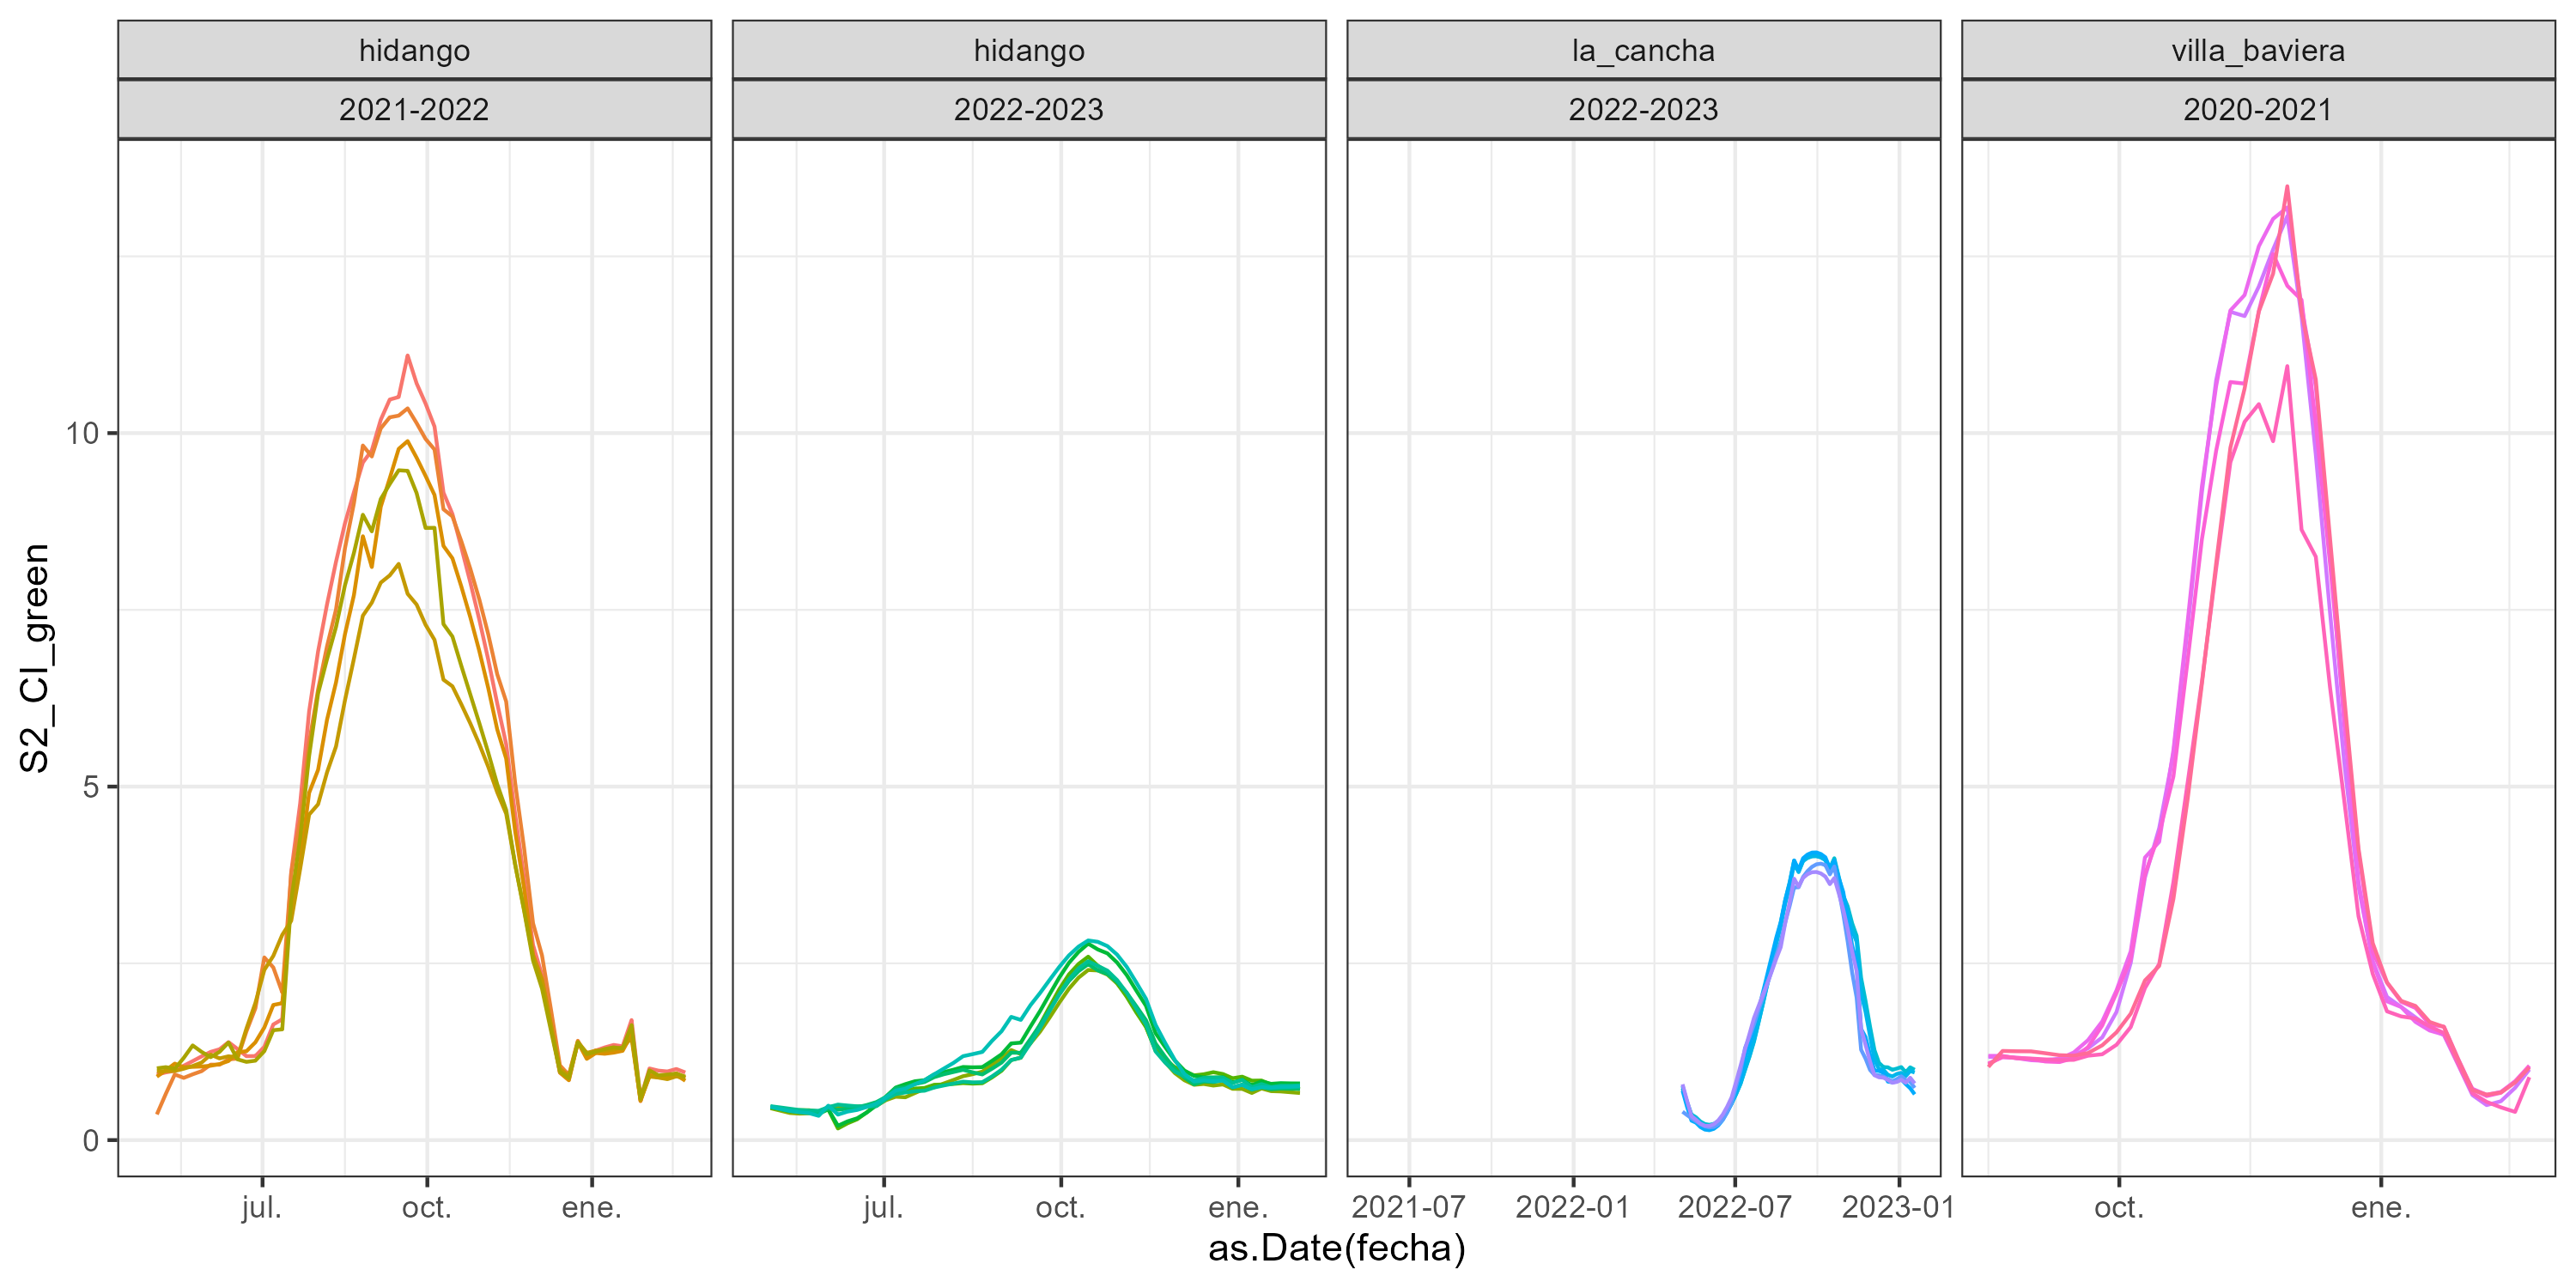 hidango
hidango
la_cancha
villa_baviera
2021-2022
2022-2023
2022-2023
2020-2021
S2_CI_green
10
5
0
jul.
oct.
ene.
jul.
oct.
ene.
2021-07
2022-01
2022-07
2023-01
oct.
ene.
as.Date(fecha)